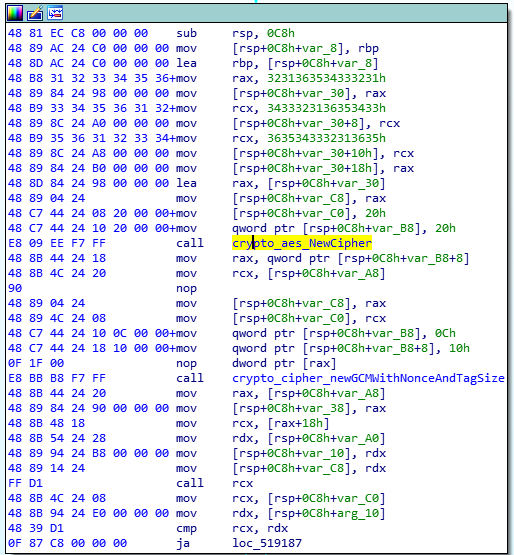 48 81 EC C8 00 00 00 sub rsp, 0C8h
48 89 AC 24 C0 00 00 00 mov [rsp+0C8h+var_8], rbp
48 8D AC 24 C0 00 00 00 lea rbp, [rsp+0C8h+var_8]
48 B8 31 32 33 34 35 36+mov rax, 3231363534333231h
48 89 84 24 98 00 00 00 mov [rsp+0C8h+var_30], rax
48 B9 33 34 35 36 31 32+mov rcx, 3433323136353433h
48 89 8C 24 A0 00 00 00 mov [rsp+0C8h+var_30+8], rcx
48 B9 35 36 31 32 33 34+mov rcx, 3635343332313635h
48 89 8C 24 A8 00 00 00 mov [rsp+0C8h+var_30+10h], rcx
48 89 84 24 B0 00 00 00 mov [rsp+0C8h+var_30+18h], rax
48 8D 84 24 98 00 00 00 lea rax, [rsp+0C8h+var_30]
48 89 04 24 mov [rsp+0C8h+var_C8], rax
48 C7 44 24 08 20 00 00+mov [rsp+0C8h+var_C0], 20h
48 C7 44 24 10 20 00 00+mov qword ptr [rsp+0C8h+var_B8], 20h
E8 09 EE F7 FF call crypto_aes_NewCipher
48 8B 44 24 18 mov rax, qword ptr [rsp+0C8h+var_B8+8]
48 8B 4C 24 20 mov rcx, [rsp+0C8h+var_A8]
90 nop
48 89 04 24 mov [rsp+0C8h+var_C8], rax
48 89 4C 24 08 mov [rsp+0C8h+var_C0], rcx
48 C7 44 24 10 0C 00 00+mov qword ptr [rsp+0C8h+var_B8], 0Ch
48 C7 44 24 18 10 00 00+mov qword ptr [rsp+0C8h+var_B8+8], 10h
0F 1F 00 nop dword ptr [rax]
E8 BB B8 F7 FF call crypto_cipher_newGCMWithNonceAndTagSize
48 8B 44 24 20 mov rax, [rsp+0C8h+var_A8]
48 89 84 24 90 00 00 00 mov [rsp+0C8h+var_38], rax
48 8B 48 18 mov rcx, [rax+18h]
48 8B 54 24 28 mov rdx, [rsp+0C8h+var_A0]
48 89 94 24 B8 00 00 00 mov [rsp+0C8h+var_10], rdx
48 89 14 24 mov [rsp+0C8h+var_C8], rdx
FF D1 call rcx
48 8B 4C 24 08 mov rcx, [rsp+0C8h+var_C0]
48 8B 94 24 E0 00 00 00 mov rdx, [rsp+0C8h+arg_10]
48 39 D1 cmp rcx, rdx
0F 87 C8 00 00 00 ja loc_519187